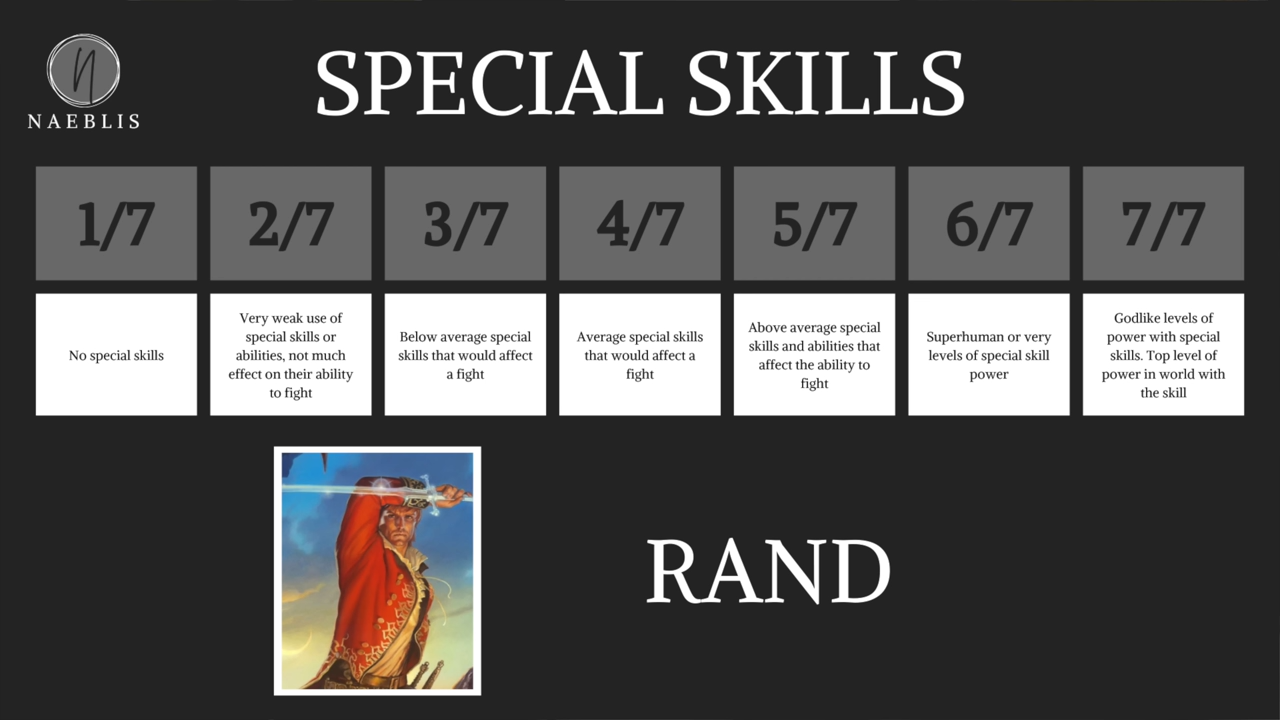 n
NAEBLIS
SPECIAL SKILLS
1/7
2/7
3/7
4/7
5/7
6/7
7/7
No special skills
Very weak use of
special skills or
abilities, not much
effect on their ability
to fight
Below average special
skills that would affect
a fight
Average special skills
that would affect a
fight
Above average special
skills and abilities that
affect the ability to
fight
Superhuman or very
levels of special skill
power
Godlike levels of
power with special
skills. Top level of
power in world with
the skill
RAND